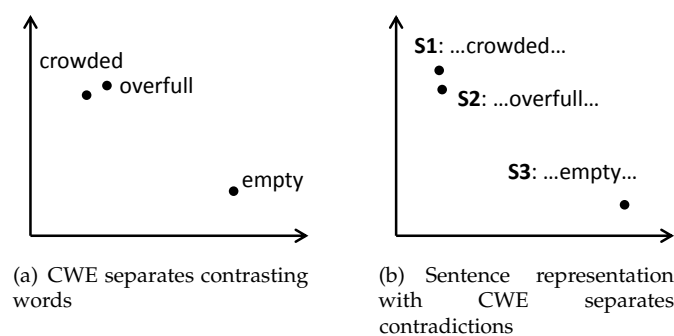 crowded
overfull
empty
(a) CWE separates contrasting
words
S1: ...crowded...
S2: ...overfull...
S3: ...empty...
(b) Sentence representation
with CWE separates
contradictions